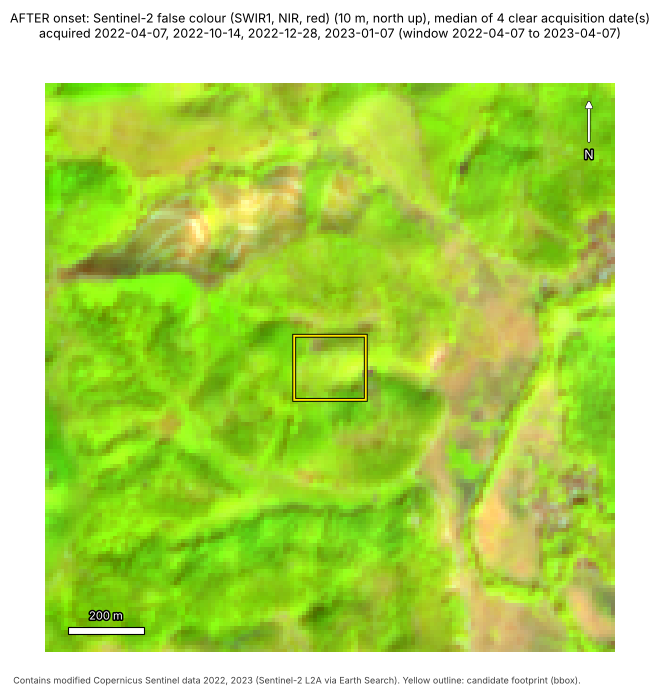 AFTER onset: Sentinel-2 false colour (SWIR1, NIR, red) (10 m, north up), median of 4 clear acquisition date(s)
acquired 2022-04-07, 2022-10-14, 2022-12-28, 2023-01-07 (window 2022-04-07 to 2023-04-07)
N
200 m
Contains modified Copernicus Sentinel data 2022, 2023 (Sentinel-2 L2A via Earth Search). Yellow outline: candidate footprint (bbox).